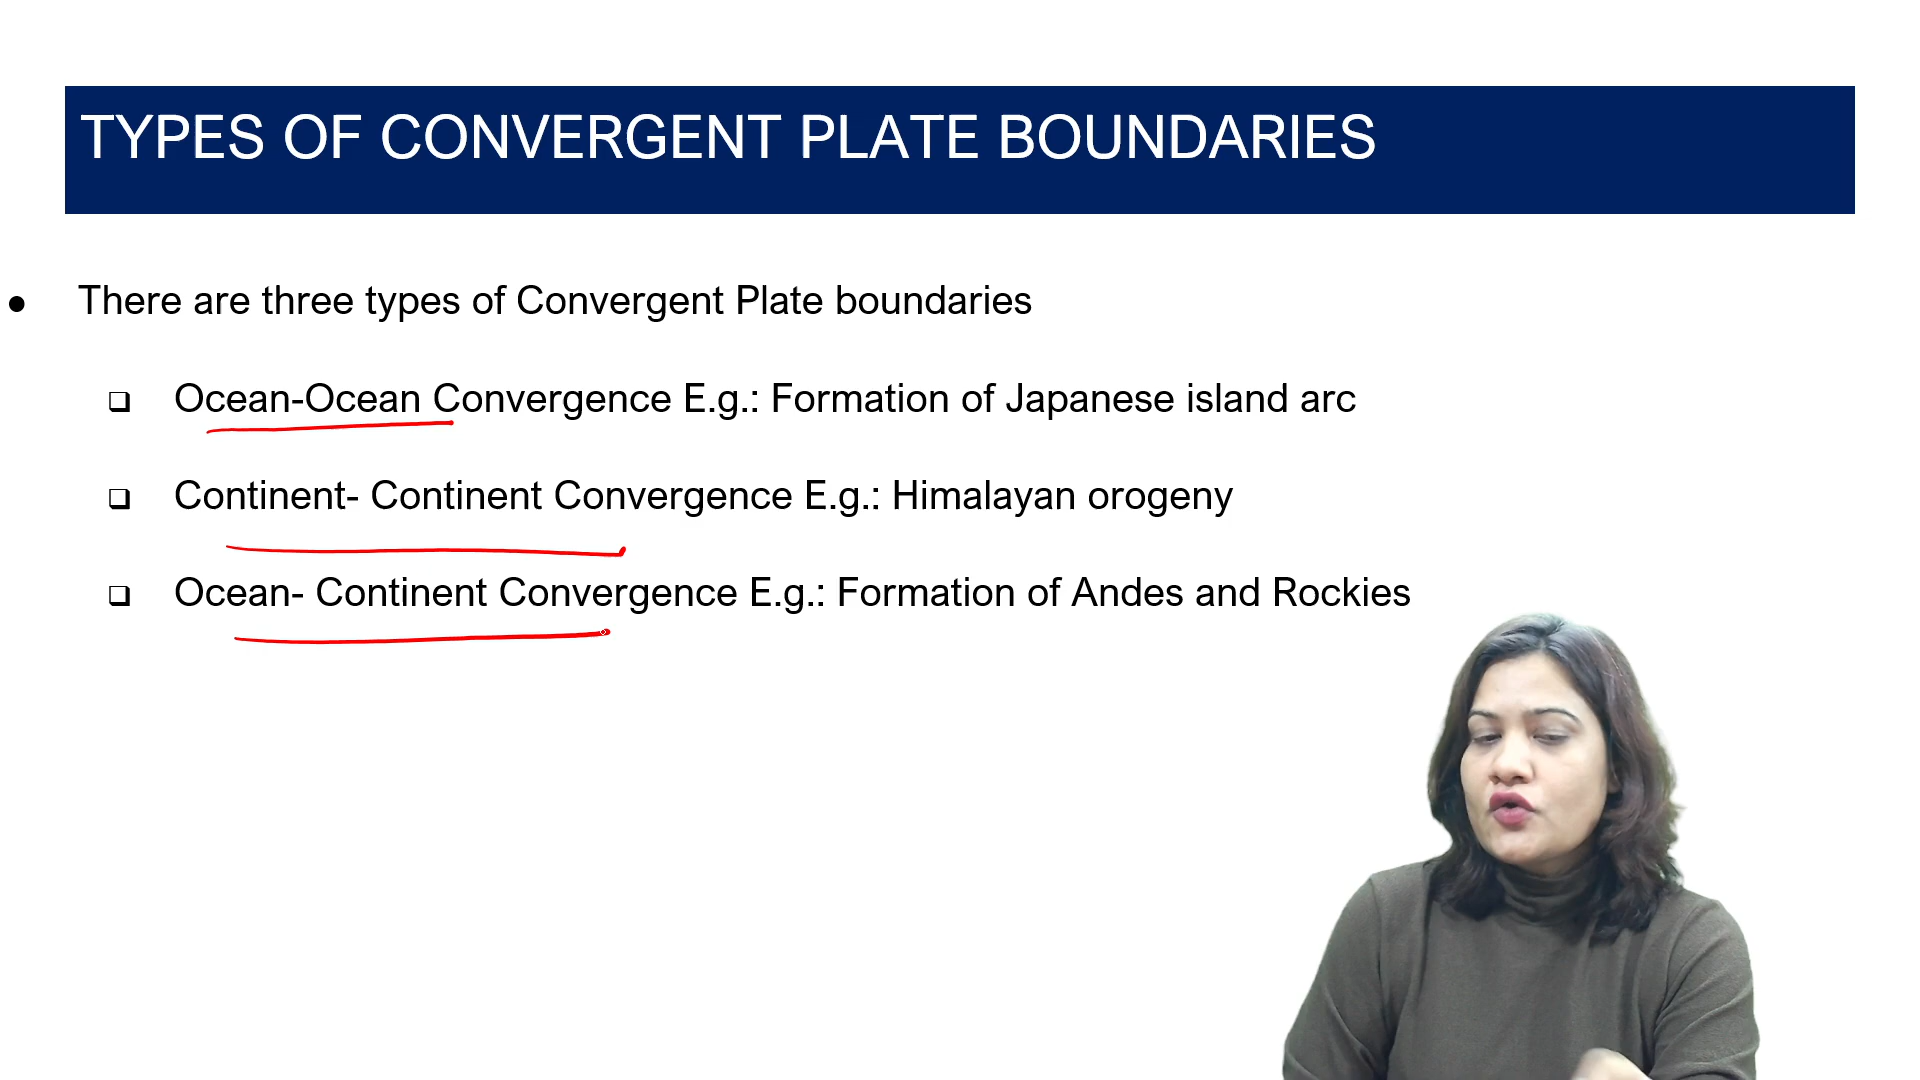 TYPES OF CONVERGENT PLATE BOUNDARIES
● There are three types of Convergent Plate boundaries
❑ Ocean-Ocean Convergence E.g.: Formation of Japanese island arc
❑ Continent- Continent Convergence E.g.: Himalayan orogeny
❑ Ocean- Continent Convergence E.g.: Formation of Andes and Rockies